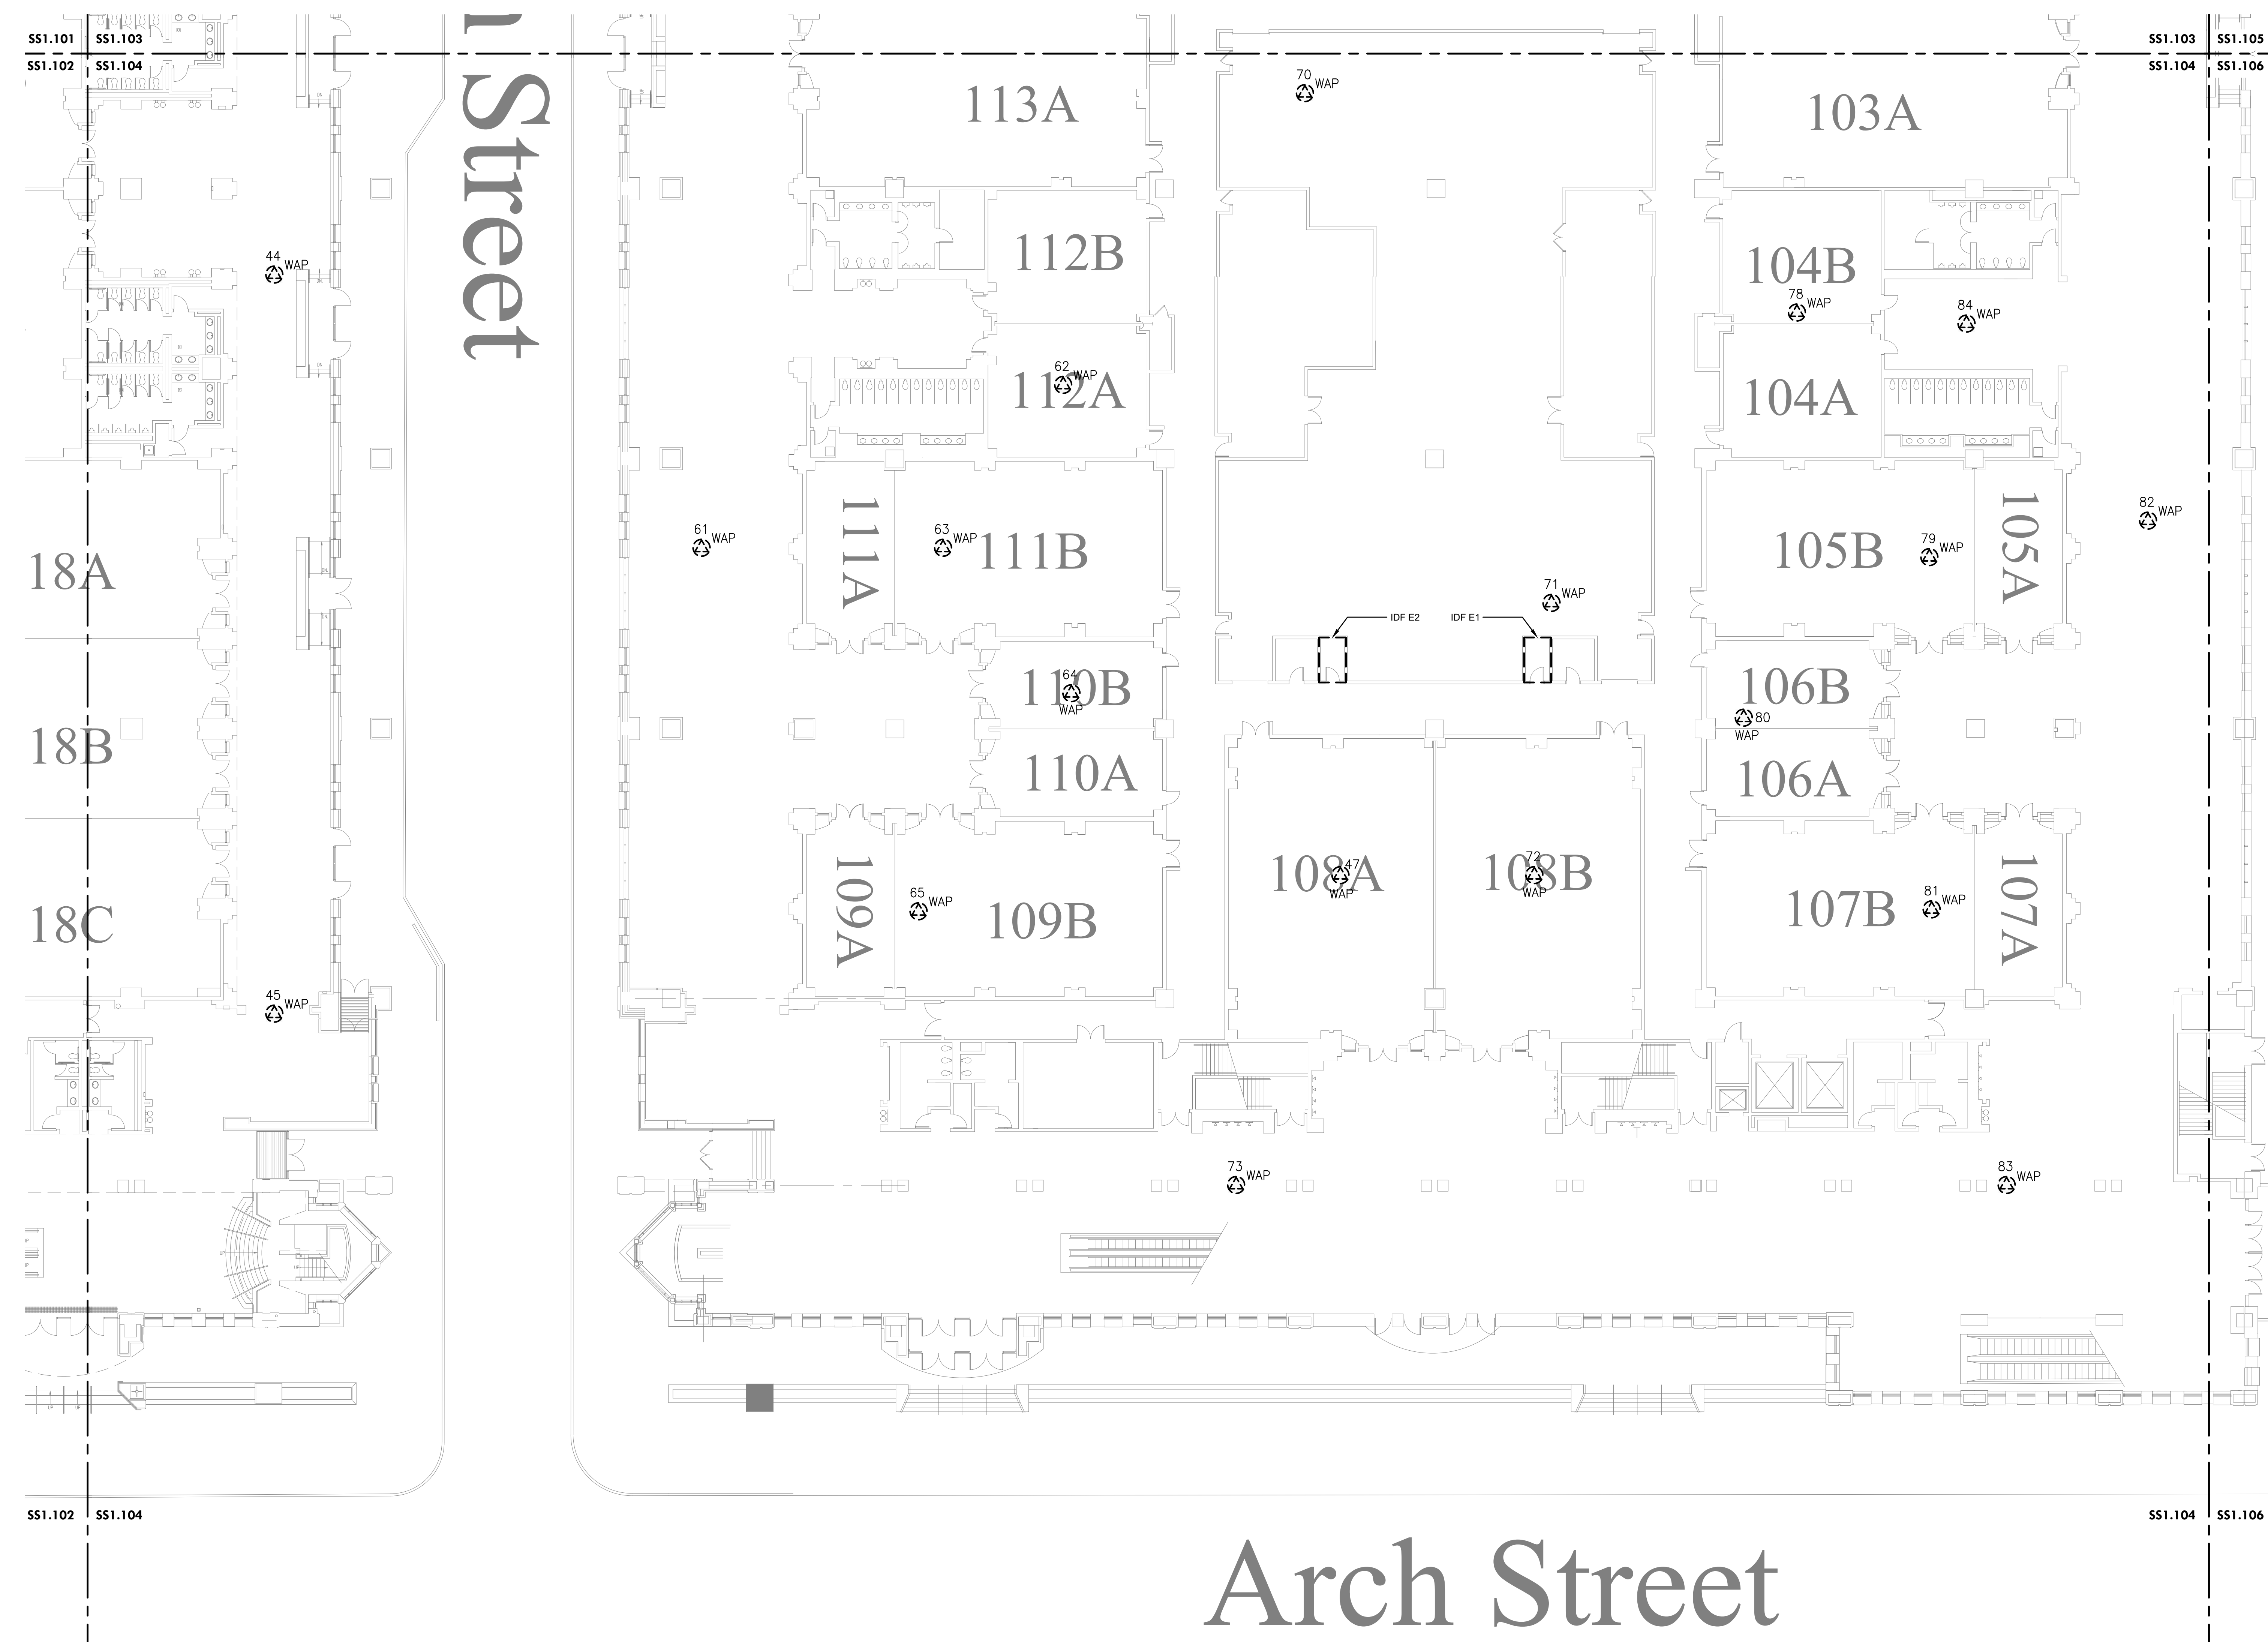 SS1.101 SS1.103
SS1.102 SS1.104
SS1.103 SS1.105
SS1.104 SS1.106
Street
113A
70
WAP
103A
44
WAP
112B
104B
78
WAP
84
WAP
62
WAP
112A
104A
61
WAP
111A
63
WAP
111B
105B
79
WAP
105A
82
WAP
18A
71
WAP
IDF E2
IDF E1
64
110B
WAP
106B
80
WAP
18B
110A
106A
109A
65
WAP
109B
47
108A
WAP
72
108B
WAP
107B
81
WAP
107A
18C
45
WAP
73
WAP
83
WAP
UP
UP
SS1.102 SS1.104
SS1.104 SS1.106
Arch Street